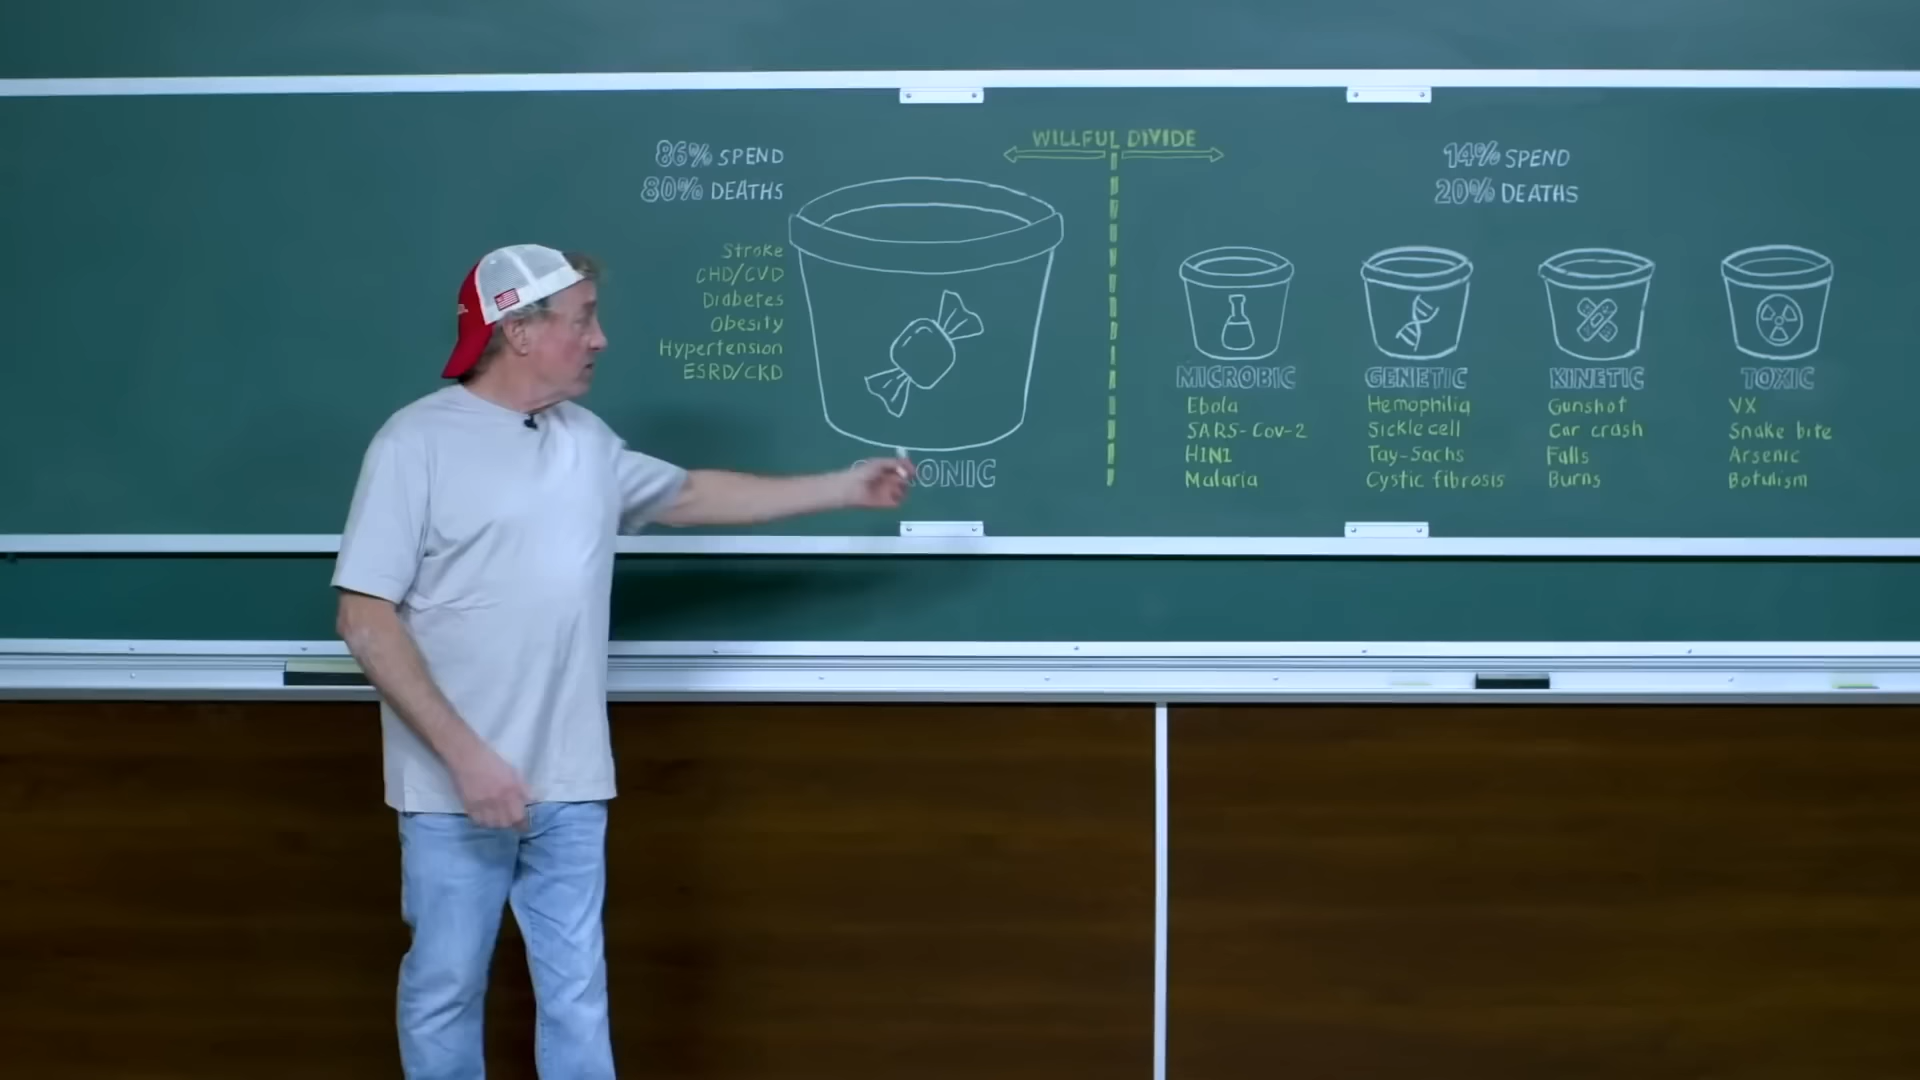 WILLFUL DIVIDE
86% SPEND
80% DEATHS
Stroke
CHD/CVD
Diabetes
Obesity
Hypertension
ESRD/CKD
14% SPEND
20% DEATHS
MICROBIC
Ebola
SARS-Cov-2
H1N1
Malaria
GENETIC
Hemophilia
Sickle cell
Tay-Sachs
Cystic fibrosis
KINETIC
Gunshot
Car crash
Falls
Burns
TOXIC
VX
Snake bite
Arsenic
Botulism